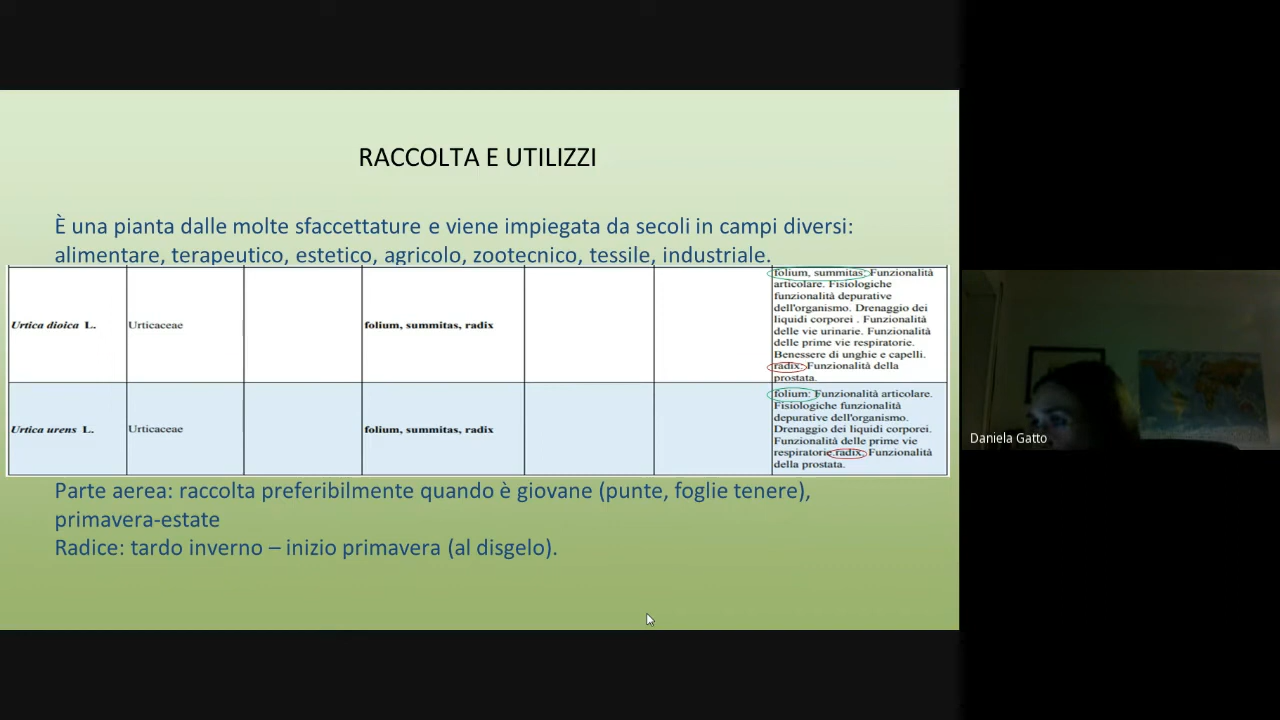 RACCOLTA E UTILIZZI
È una pianta dalle molte sfaccettature e viene impiegata da secoli in campi diversi:
alimentare, terapeutico, estetico, agricolo, zootecnico, tessile, industriale.
Urtica dioica L.
Urticaceae
folium, summitas, radix
folium, summitas: Funzionalità
articolare. Fisiologiche
funzionalità depurative
dell'organismo. Drenaggio dei
liquidi corporei . Funzionalità
delle vie urinarie. Funzionalità
delle prime vie respiratorie.
Benessere di unghie e capelli.
radix: Funzionalità della
prostata.
Urtica urens L.
Urticaceae
folium, summitas, radix
folium: Funzionalità articolare.
Fisiologiche funzionalità
depurative dell'organismo.
Drenaggio dei liquidi corporei.
Funzionalità delle prime vie
respiratorie.radix: Funzionalità
della prostata.
Parte aerea: raccolta preferibilmente quando è giovane (punte, foglie tenere),
primavera-estate
Radice: tardo inverno – inizio primavera (al disgelo).
Daniela Gatto